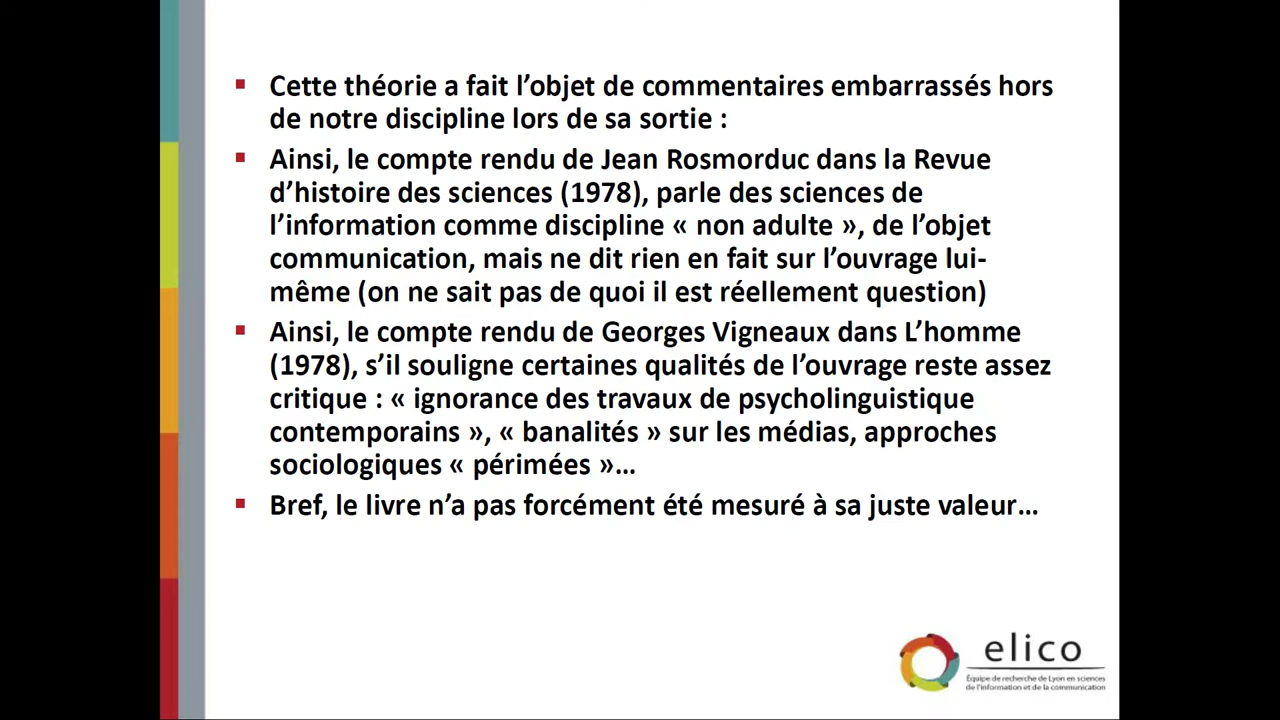 Cette théorie a fait l’objet de commentaires embarrassés hors
de notre discipline lors de sa sortie :
Ainsi, le compte rendu de Jean Rosmorduc dans la Revue
d’histoire des sciences (1978), parle des sciences de
l’information comme discipline « non adulte », de l’objet
communication, mais ne dit rien en fait sur l’ouvrage lui-
même (on ne sait pas de quoi il est réellement question)
Ainsi, le compte rendu de Georges Vigneaux dans L’homme
(1978), s’il souligne certaines qualités de l’ouvrage reste assez
critique : « ignorance des travaux de psycholinguistique
contemporains », « banalités » sur les médias, approches
sociologiques « périmées »…
Bref, le livre n’a pas forcément été mesuré à sa juste valeur…
elico
Équipe de recherche de Lyon en sciences
de l'information et de la communication